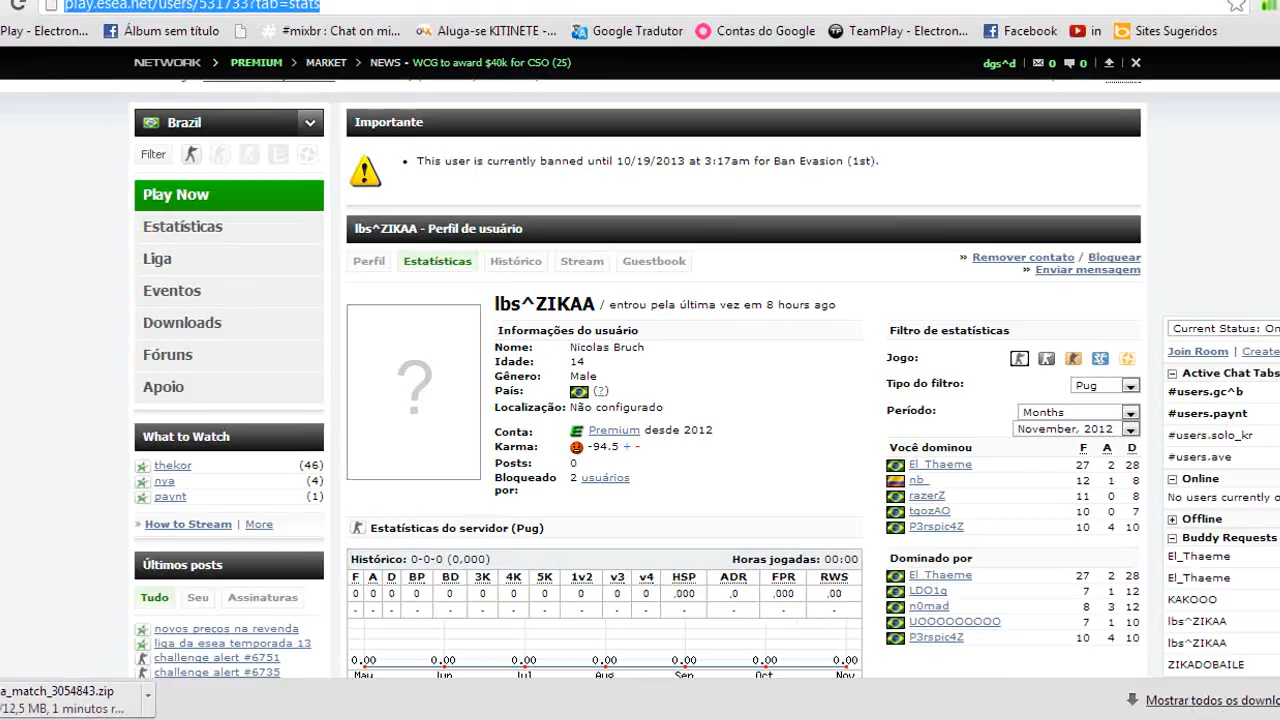 play.esea.net/users/531733?tab=stats
Play - Electron... Álbum sem título #mixbr : Chat on mi... Aluga-se KITINETE -... Google Tradutor Contas do Google TeamPlay - Electron... Facebook in Sites Sugeridos
NETWORK PREMIUM MARKET NEWS - WCG to award $40k for CSO (25) dgs^d 0 0 X
Brazil
Filter
Play Now
Estatísticas
Liga
Eventos
Downloads
Fóruns
Apoio
What to Watch
thekor (46)
nya (4)
paynt (1)
» How to Stream | More
Últimos posts
Tudo Seu Assinaturas
novos preços na revenda
liga da esea temporada 13
challenge alert #6751
challenge alert #6735
Importante
• This user is currently banned until 10/19/2013 at 3:17am for Ban Evasion (1st).
lbs^ZIKAA - Perfil de usuário
Perfil Estatísticas Histórico Stream Guestbook
» Remover contato / Bloquear
» Enviar mensagem
?
lbs^ZIKAA / entrou pela última vez em 8 hours ago
Informações do usuário
Nome: Nicolas Bruch
Idade: 14
Gênero: Male
País: (?)
Localização: Não configurado
Conta: Premium desde 2012
Karma: -94.5 + -
Posts: 0
Bloqueado por: 2 usuários
Filtro de estatísticas
Jogo:
Tipo do filtro: Pug
Período: Months
November, 2012
Você dominou F A D
El_Thaeme 27 2 28
nb_ 12 1 8
razerZ 11 0 8
tgozAO 10 0 7
P3rspic4Z 10 4 10
Dominado por F A D
El_Thaeme 27 2 28
LDO1g 7 1 12
n0mad 8 3 12
UOOOOOOOOO 7 1 10
P3rspic4Z 10 4 10
Estatísticas do servidor (Pug)
Histórico: 0-0-0 (0,000) Horas jogadas: 00:00
F A D BP BD 3K 4K 5K 1v2 v3 v4 HSP ADR FPR RWS
0 0 0 0 0 0 0 0 0 0 0 ,000 ,0 ,000 ,00
- - - - - - - - - - - - - - -
0.00 0.00 0.00 0.00 0.00 0.00 0.00
May Jun Jul Aug Sep Oct Nov
Current Status: On
Join Room | Create
Active Chat Tabs
#users.gc^b
#users.paynt
#users.solo_kr
#users.ave
Online
No users currently o
Offline
Buddy Requests
El_Thaeme
El_Thaeme
KAKOOO
lbs^ZIKAA
lbs^ZIKAA
ZIKADOBAILE
a_match_3054843.zip
/12,5 MB, 1 minutos r...
Mostrar todos os downlo